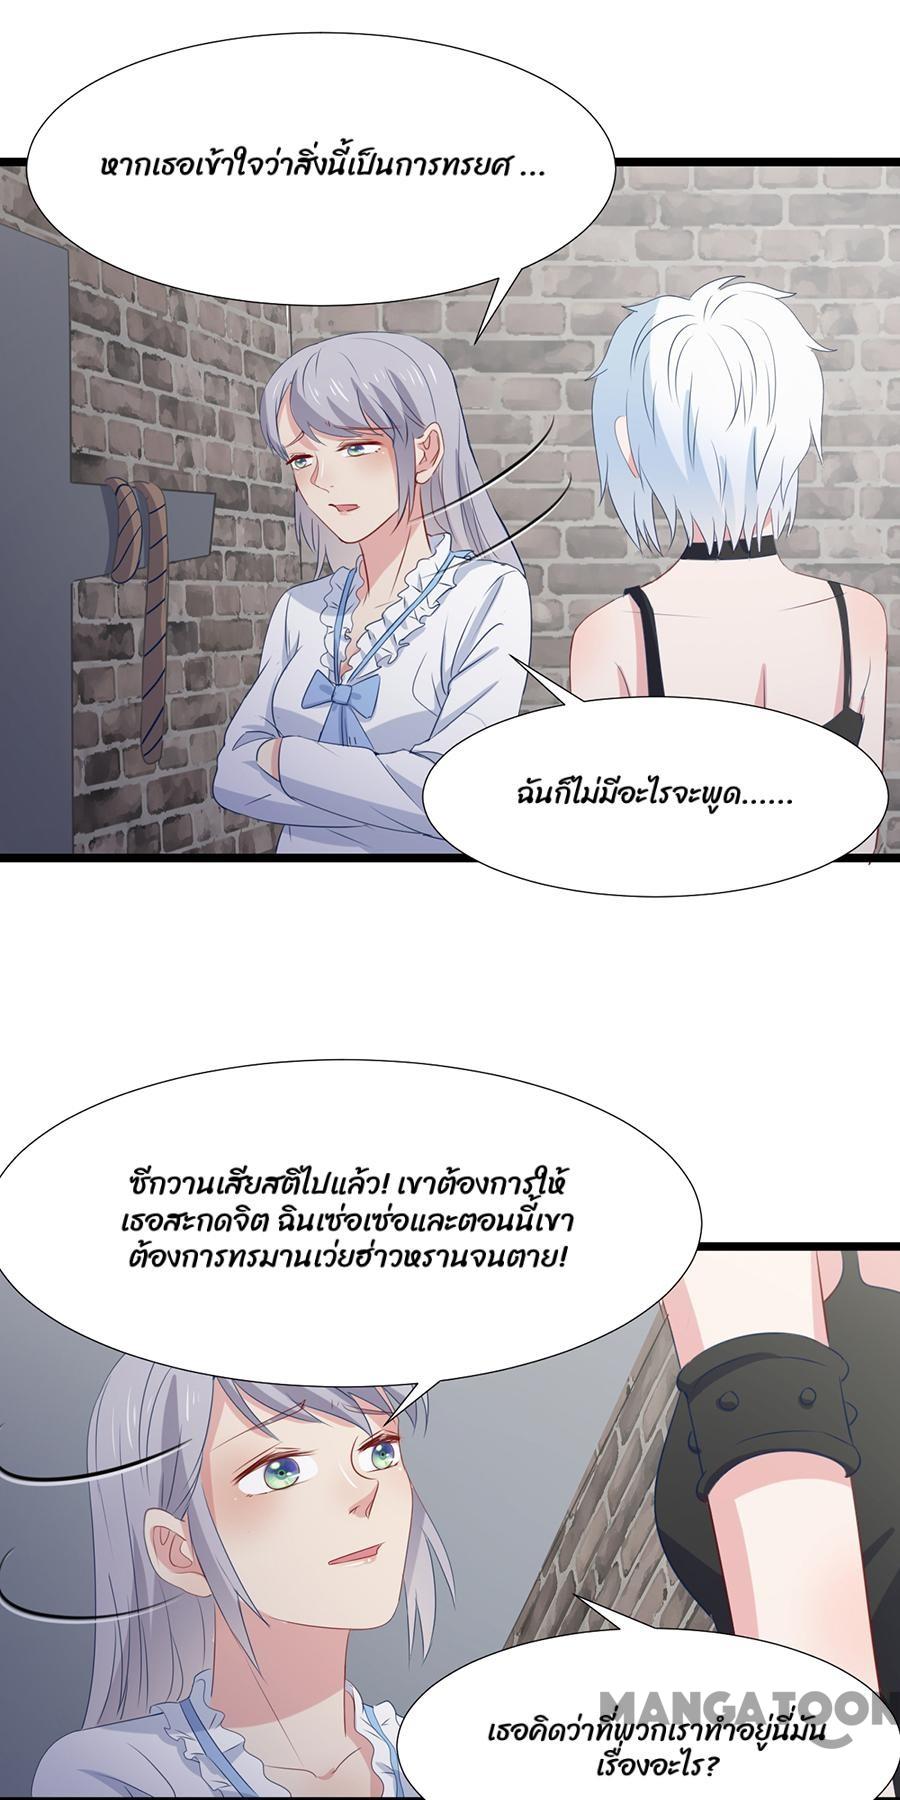 หากเธอเข้าใจว่าสิ่งนี้เป็นการทรยศ ...
ฉันก็ไม่มีอะไรจะพูด......
ซีกวานเสียสติไปแล้ว! เขาต้องการให้
เธอสะกดจิต ฉินเซ่อเซ่อและตอนนี้เขา
ต้องการทรมานเว่ยฮ่าวหรานจนตาย!
MANGATOON
เธอคิดว่าที่พวกเราทำอยู่นี่มัน
เรื่องอะไร?